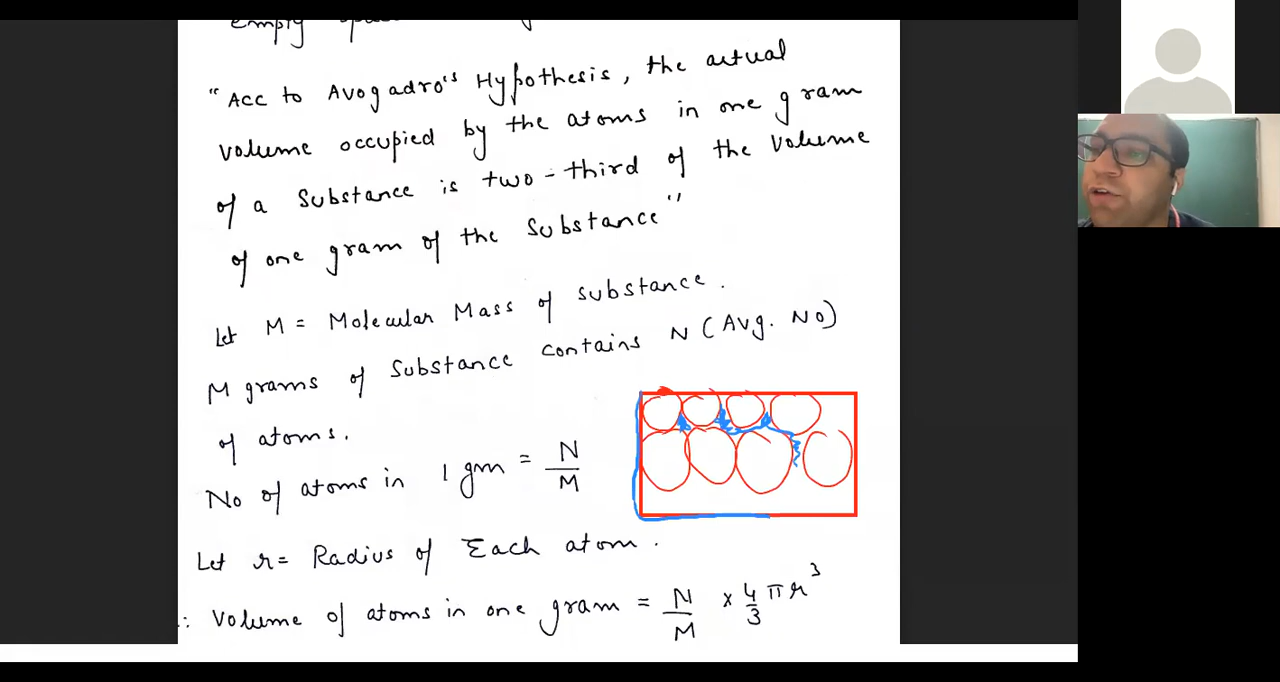 empty
"Acc to Avogadro's Hypothesis, the actual
volume occupied by the atoms in one gram
of a substance is two-third of the volume
of one gram of the substance"
Let M = Molecular Mass of substance.
M grams of substance contains N (Avg. No)
of atoms.
No of atoms in 1 gm = N/M
Let r = Radius of Each atom.
∴ Volume of atoms in one gram = N/M × 4/3 πr³